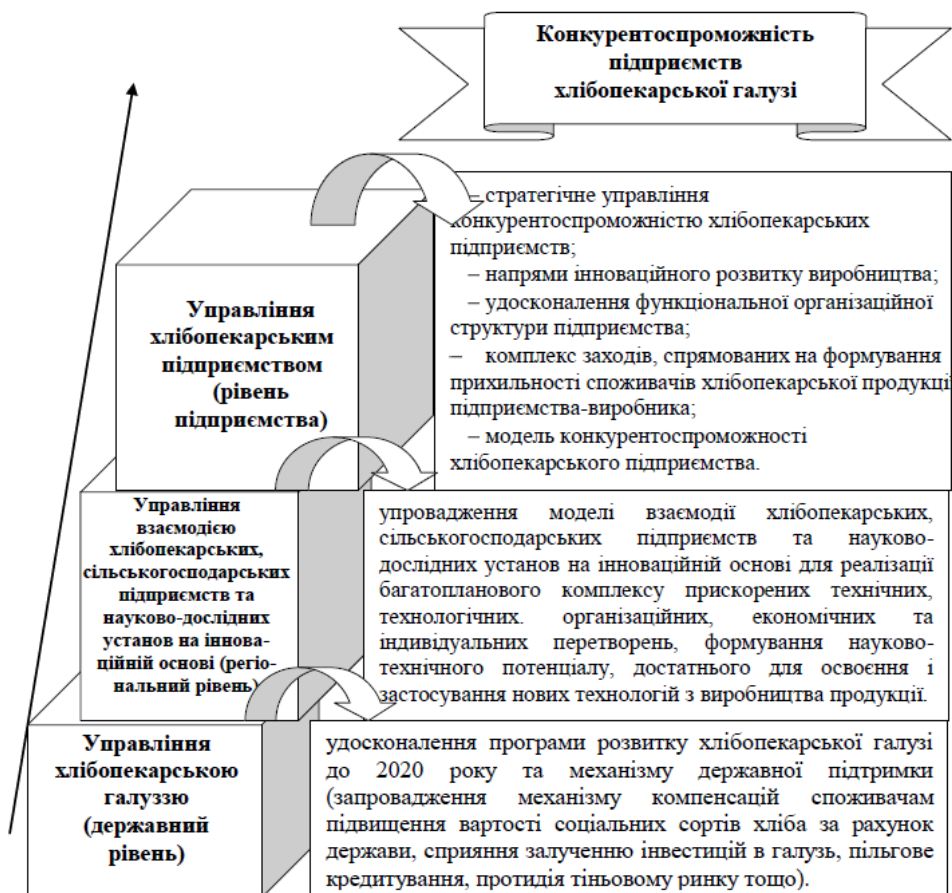 Конкурентоспроможність
підприємств
хлібопекарської галузі
Управління
хлібопекарським
підприємством
(рівень
підприємства)
– стратегічне управління
конкурентоспроможністю хлібопекарських
підприємств;
– напрями інноваційного розвитку виробництва;
– удосконалення функціональної організаційної
структури підприємства;
– комплекс заходів, спрямованих на формування
прихильності споживачів хлібопекарської продукції
підприємства-виробника;
– модель конкурентоспроможності
хлібопекарського підприємства.
Управління
взаємодією
хлібопекарських,
сільськогосподарських
підприємств та
науково-дослідних
установ на іннова-
ційній основі (регіо-
нальний рівень)
упровадження моделі взаємодії хлібопекарських,
сільськогосподарських підприємств та науково-
дослідних установ на інноваційній основі для реалізації
багатопланового комплексу прискорених технічних,
технологічних. організаційних, економічних та
індивідуальних перетворень, формування науково-
технічного потенціалу, достатнього для освоєння і
застосування нових технологій з виробництва продукції.
Управління
хлібопекарською
галуззю
(державний
рівень)
удосконалення програми розвитку хлібопекарської галузі
до 2020 року та механізму державної підтримки
(запровадження механізму компенсацій споживачам
підвищення вартості соціальних сортів хліба за рахунок
держави, сприяння залученню інвестицій в галузь, пільгове
кредитування, протидія тіньовому ринку тощо).